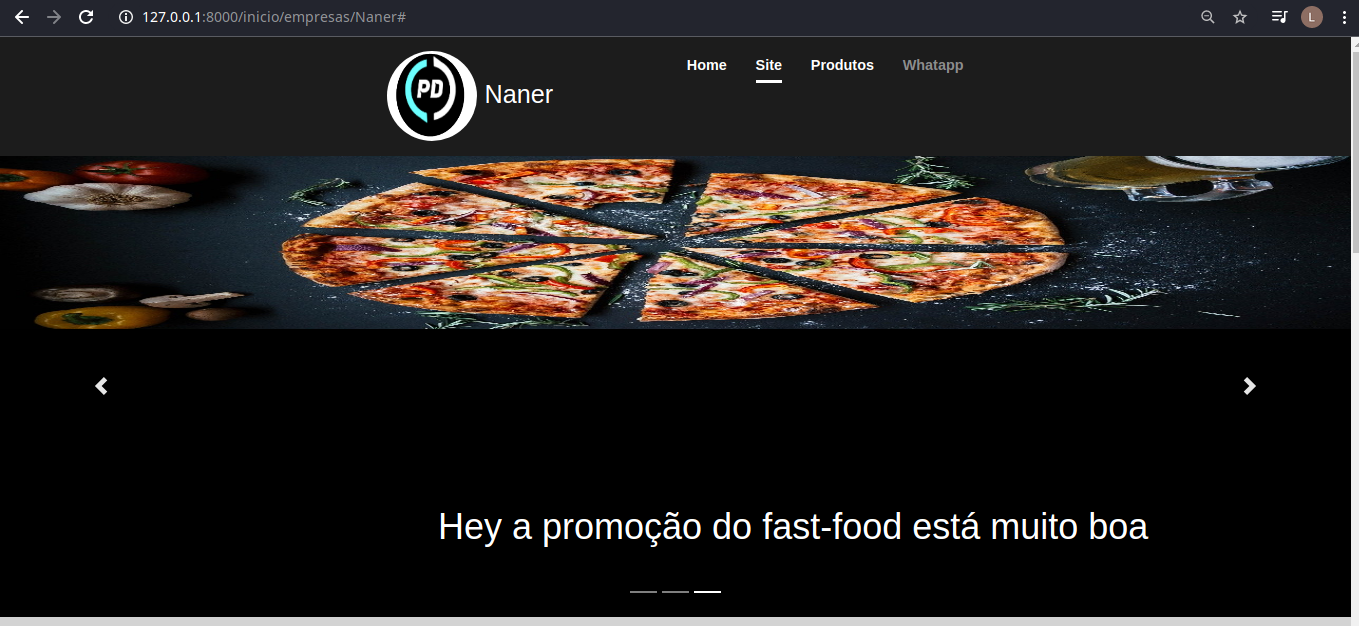 127.0.0.1:8000/inicio/empresas/Naner#
L
Home Site Produtos Whatapp
PD
Naner
Hey a promoção do fast-food está muito boa